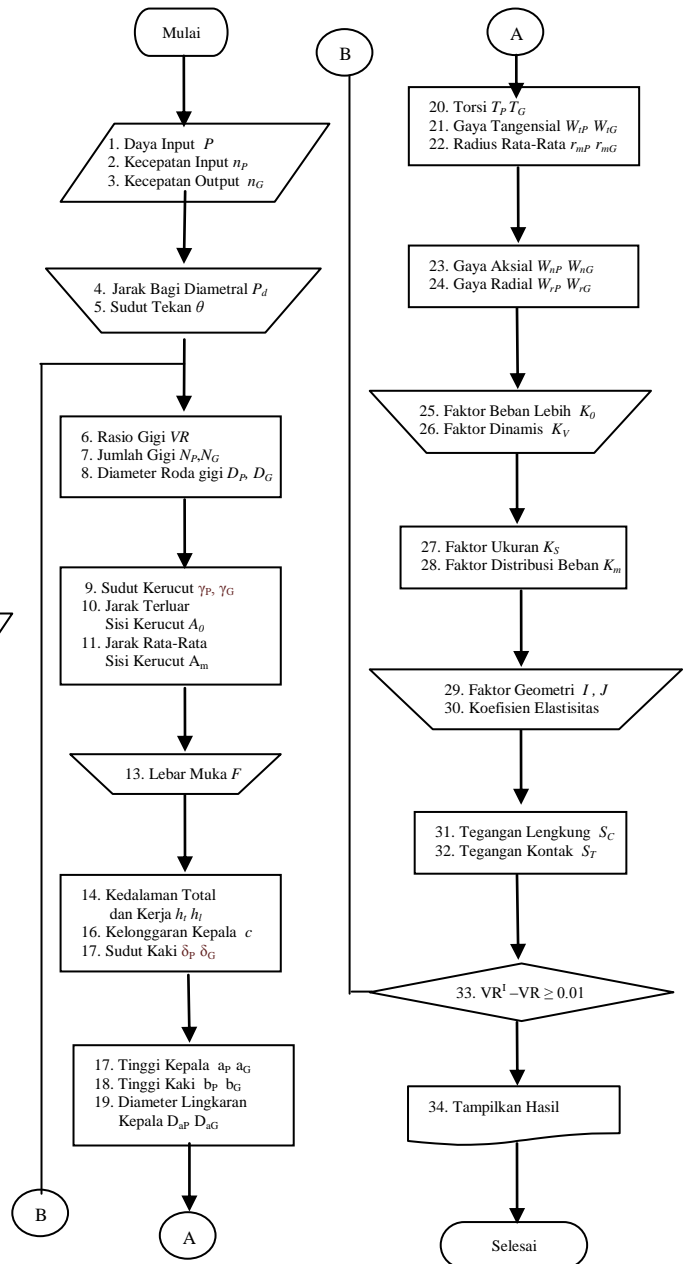 Mulai
1. Daya Input P
2. Kecepatan Input nP
3. Kecepatan Output nG
4. Jarak Bagi Diametral Pd
5. Sudut Tekan θ
6. Rasio Gigi VR
7. Jumlah Gigi NP,NG
8. Diameter Roda gigi DP, DG
9. Sudut Kerucut γP, γG
10. Jarak Terluar
Sisi Kerucut A0
11. Jarak Rata-Rata
Sisi Kerucut Am
13. Lebar Muka F
14. Kedalaman Total
dan Kerja ht hl
16. Kelonggaran Kepala c
17. Sudut Kaki δP δG
17. Tinggi Kepala aP aG
18. Tinggi Kaki bP bG
19. Diameter Lingkaran
Kepala DaP DaG
B
A
B
A
20. Torsi TP TG
21. Gaya Tangensial WtP WtG
22. Radius Rata-Rata rmP rmG
23. Gaya Aksial WnP WnG
24. Gaya Radial WrP WrG
25. Faktor Beban Lebih K0
26. Faktor Dinamis KV
27. Faktor Ukuran KS
28. Faktor Distribusi Beban Km
29. Faktor Geometri I , J
30. Koefisien Elastisitas
31. Tegangan Lengkung SC
32. Tegangan Kontak ST
33. VR^I –VR ≥ 0.01
34. Tampilkan Hasil
Selesai